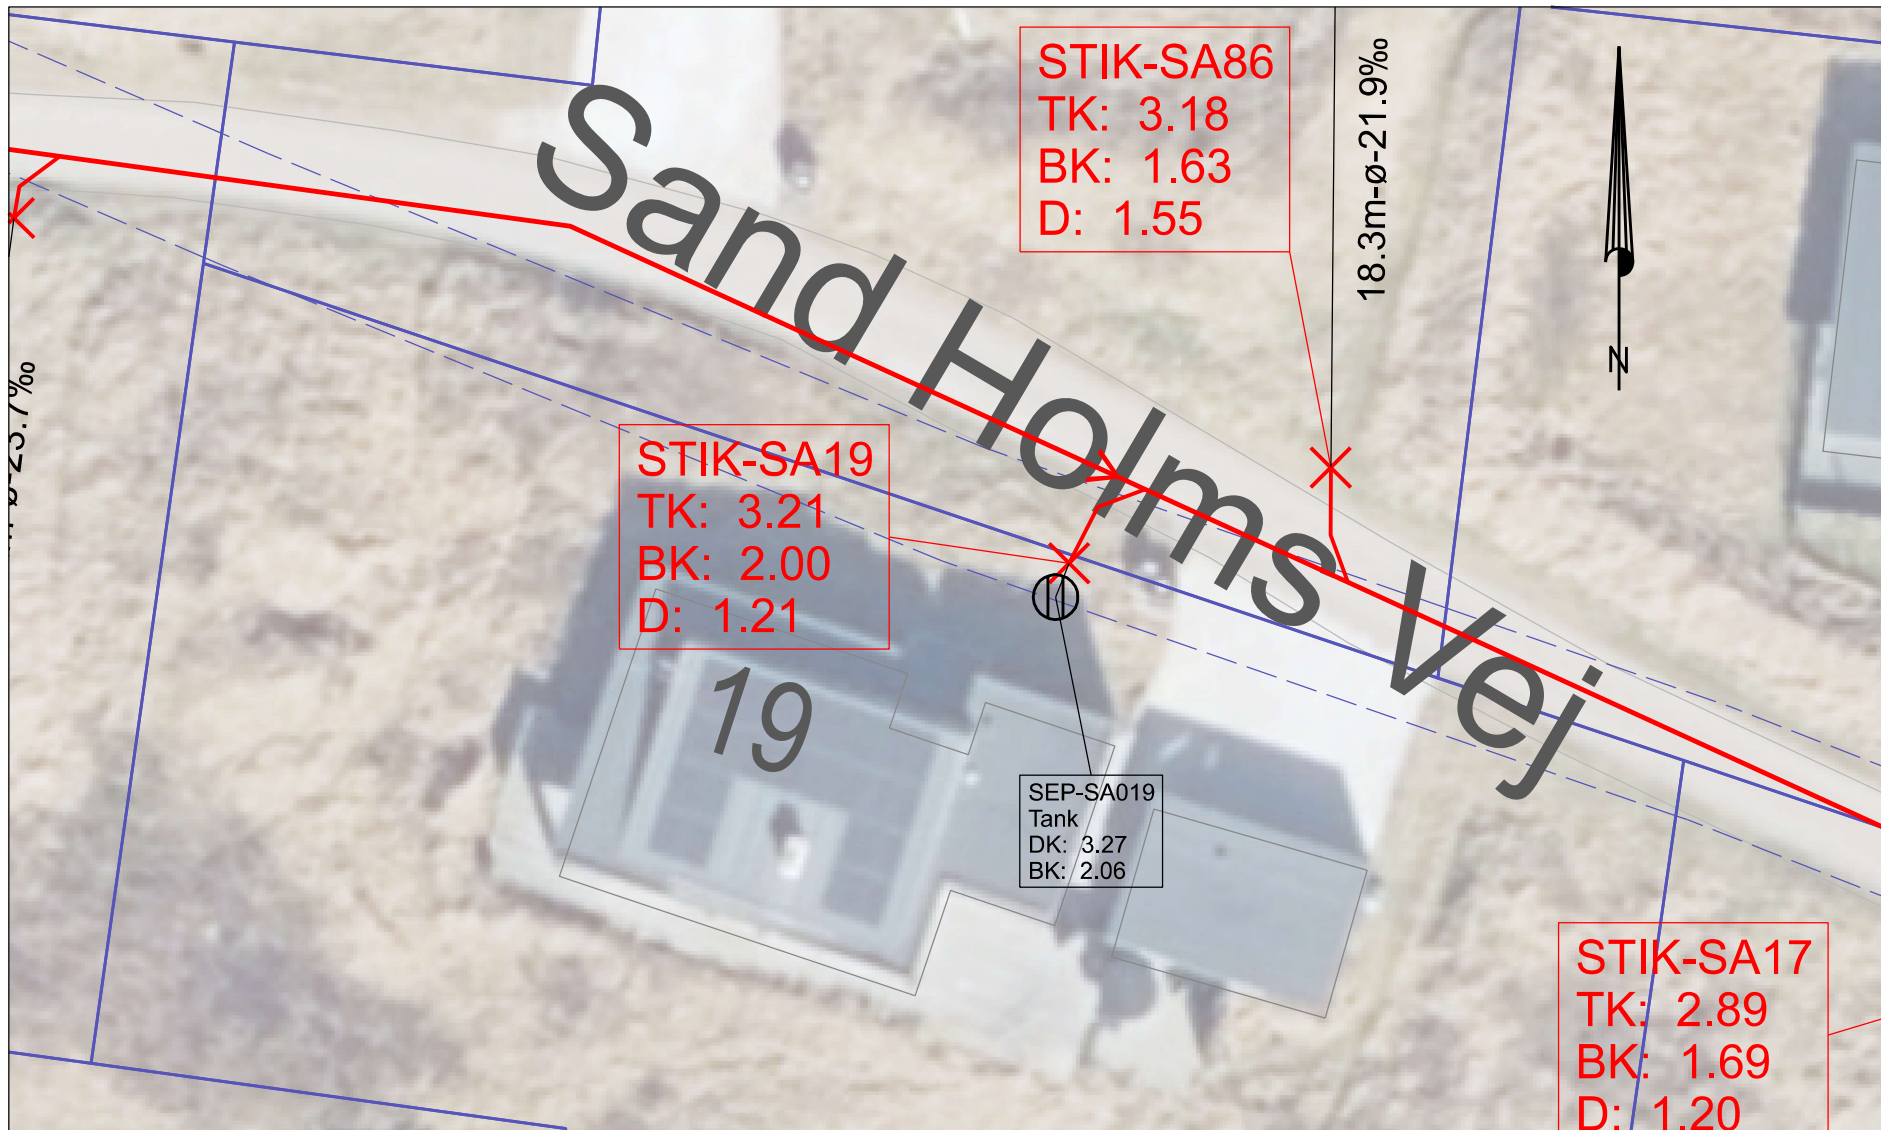 STIK-SA86
TK: 3.18
BK: 1.63
D: 1.55
18.3m-ø-21.9‰
N
Sand Holms Vej
STIK-SA19
TK: 3.21
BK: 2.00
D: 1.21
19
SEP-SA019
Tank
DK: 3.27
BK: 2.06
STIK-SA17
TK: 2.89
BK: 1.69
D: 1.20